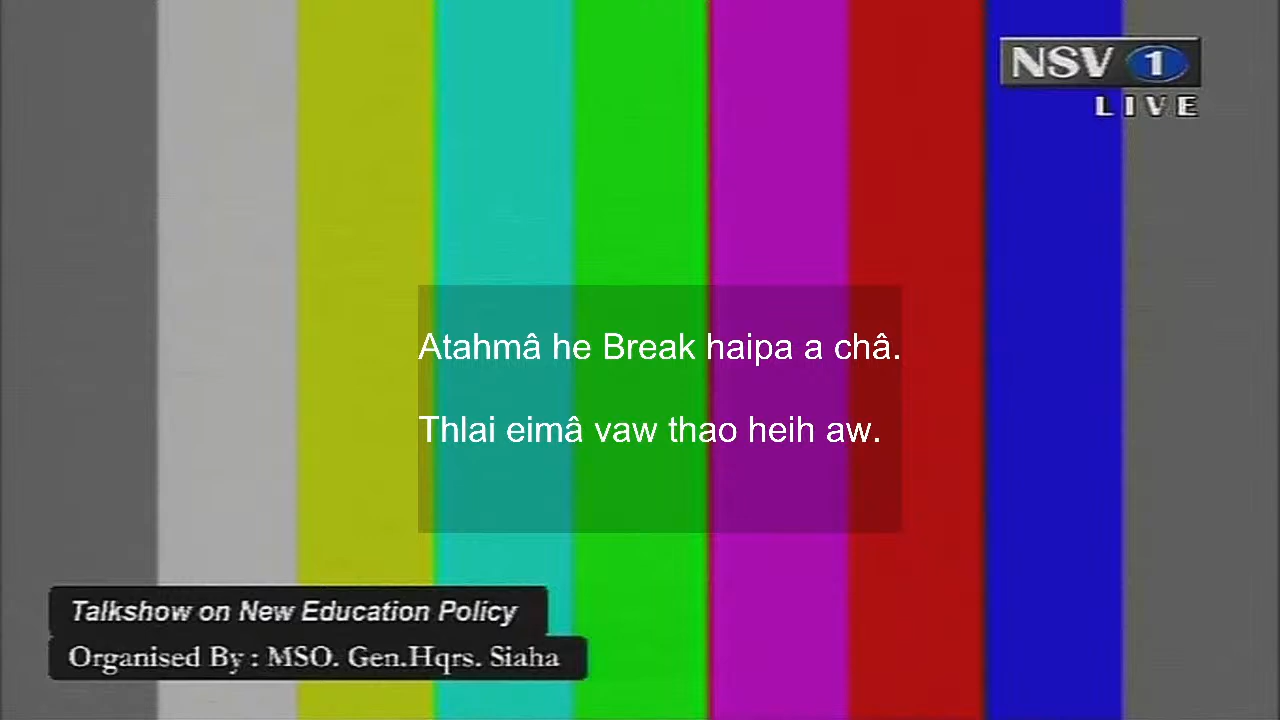 NSV 1
LIVE
Atahmâ he Break haipa a châ.
Thlai eimâ vaw thao heih aw.
Talkshow on New Education Policy
Organised By : MSO. Gen.Hqrs. Siaha